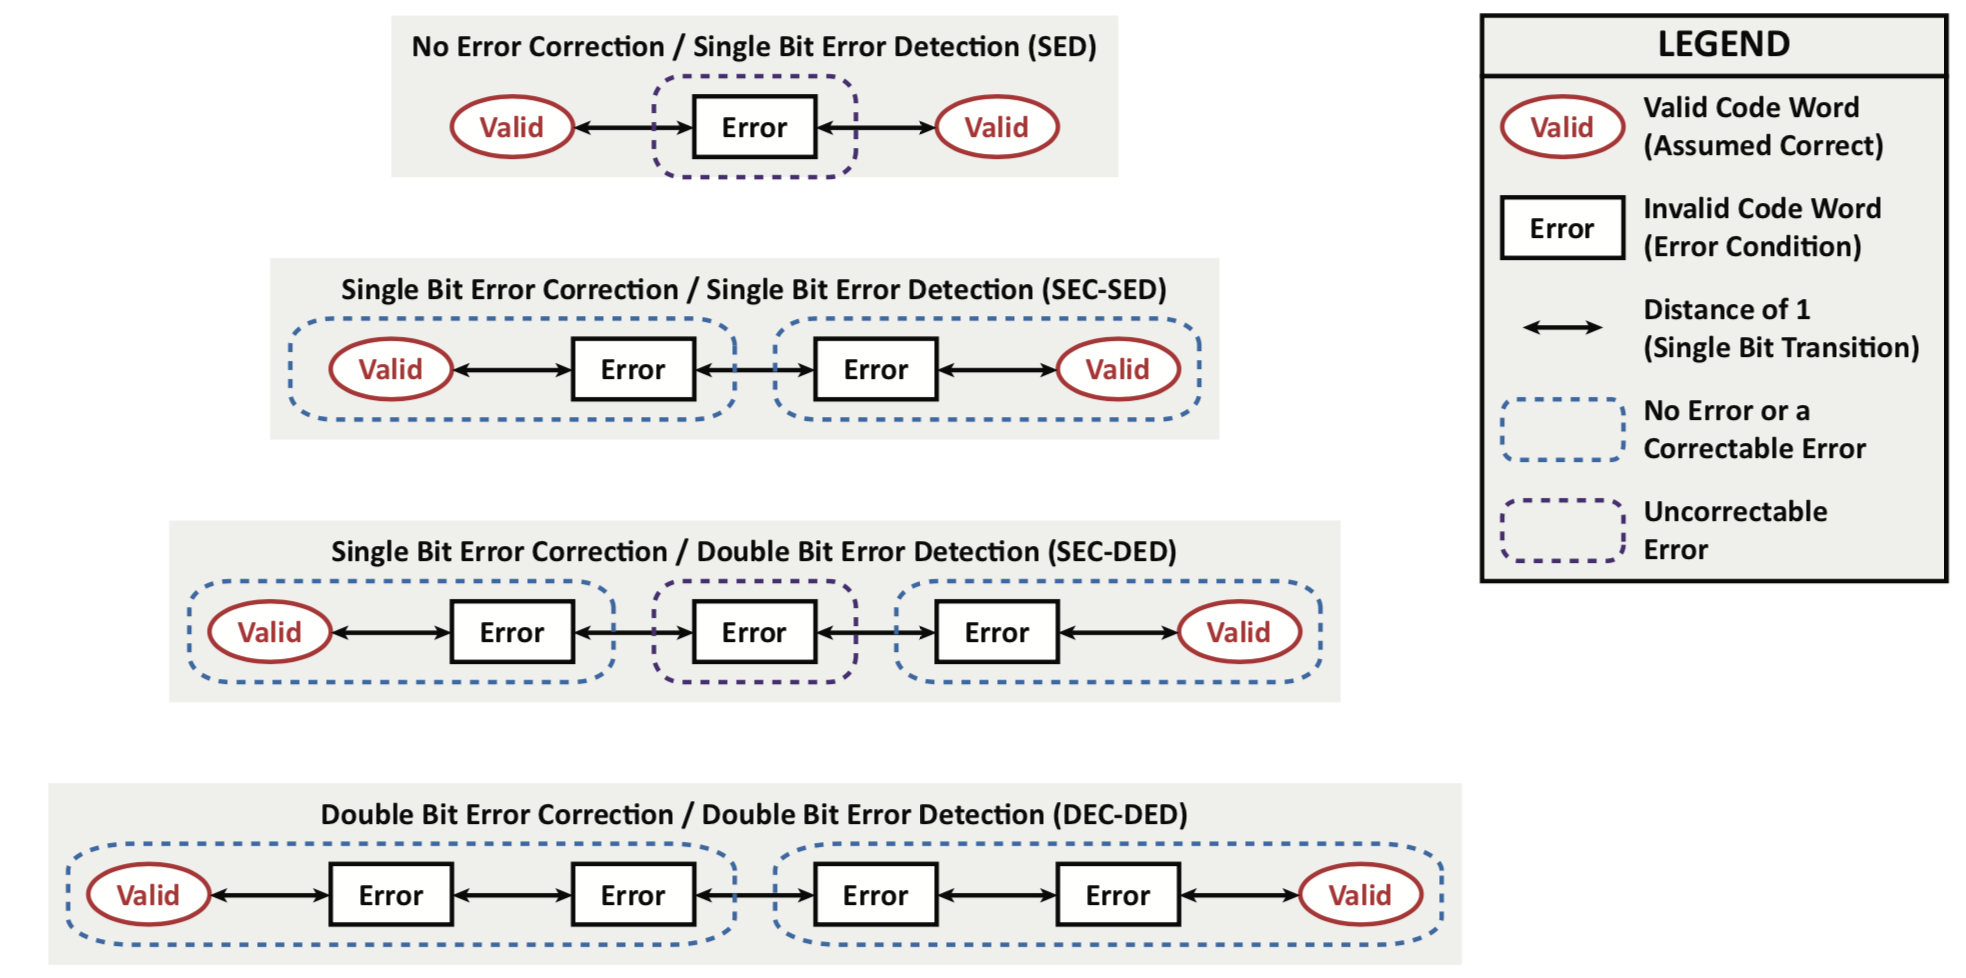 No Error Correction / Single Bit Error Detection (SED)
Valid Error Valid
Single Bit Error Correction / Single Bit Error Detection (SEC-SED)
Valid Error Error Valid
Single Bit Error Correction / Double Bit Error Detection (SEC-DED)
Valid Error Error Error Valid
Double Bit Error Correction / Double Bit Error Detection (DEC-DED)
Valid Error Error Error Error Valid
LEGEND
Valid
Valid Code Word
(Assumed Correct)
Error
Invalid Code Word
(Error Condition)
Distance of 1
(Single Bit Transition)
No Error or a
Correctable Error
Uncorrectable
Error